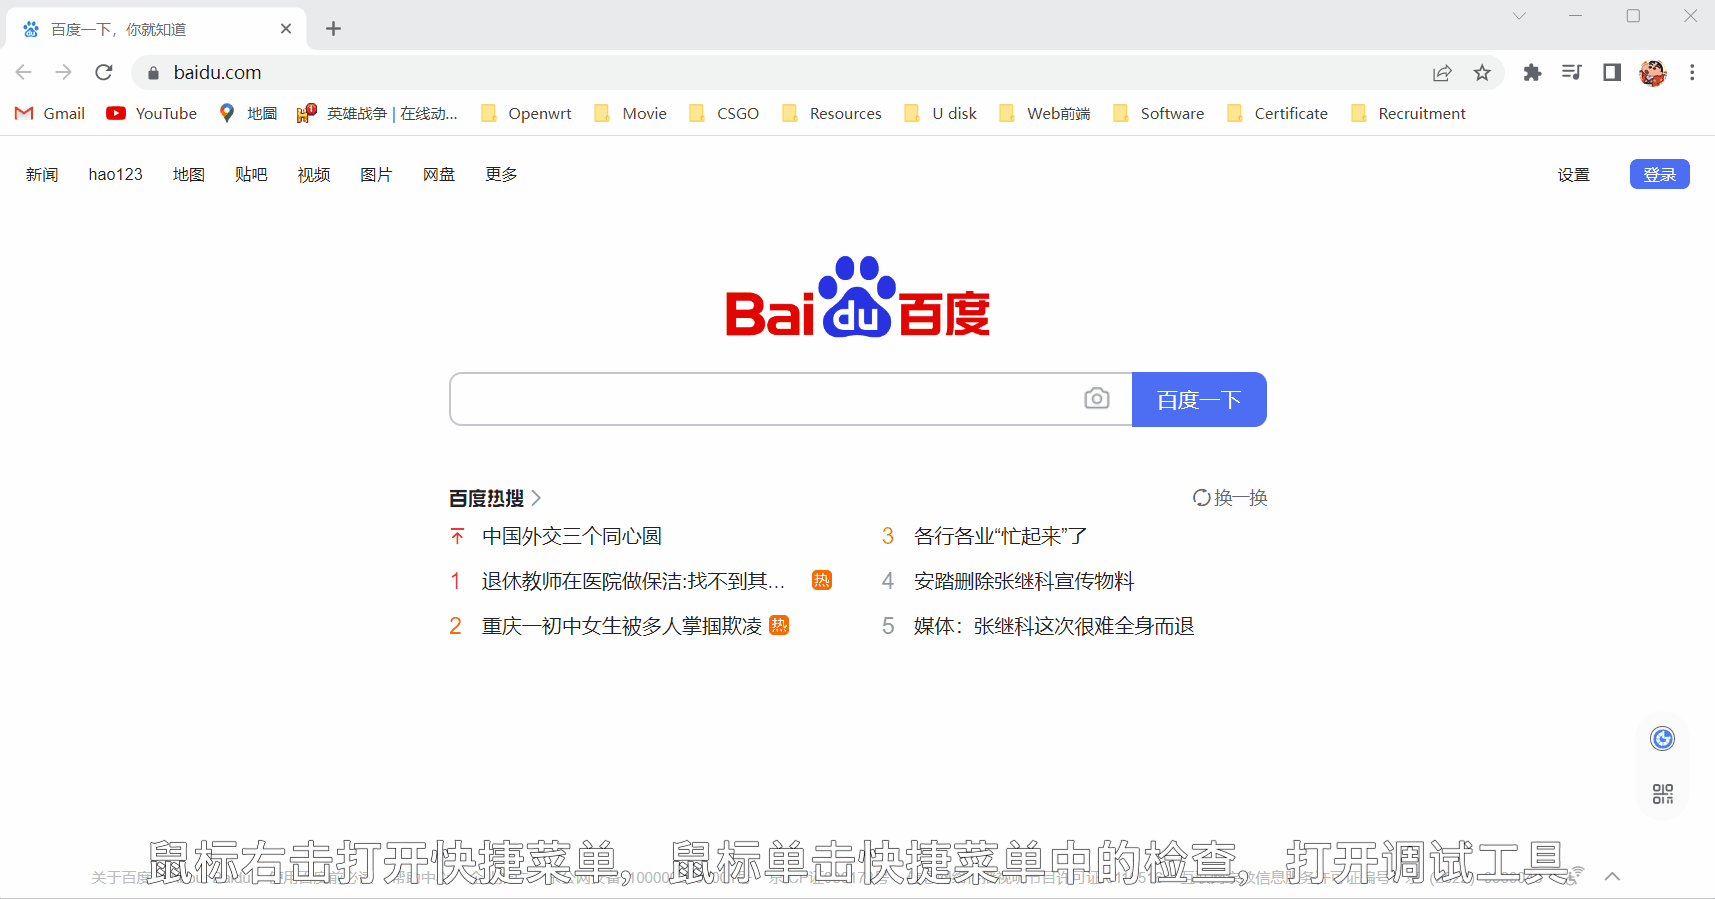 百度一下，你就知道
baidu.com
Gmail YouTube 地圖 英雄战争 | 在线动... Openwrt Movie CSGO Resources U disk Web前端 Software Certificate Recruitment
新闻 hao123 地图 贴吧 视频 图片 网盘 更多 设置 登录
Bai du 百度
百度一下
百度热搜 换一换
中国外交三个同心圆 3 各行各业“忙起来”了
1 退休教师在医院做保洁:找不到其... 热 4 安踏删除张继科宣传物料
2 重庆一初中女生被多人掌掴欺凌 热 5 媒体：张继科这次很难全身而退
鼠标右击打开快捷菜单，鼠标单击快捷菜单中的检查，打开调试工具
关于百度